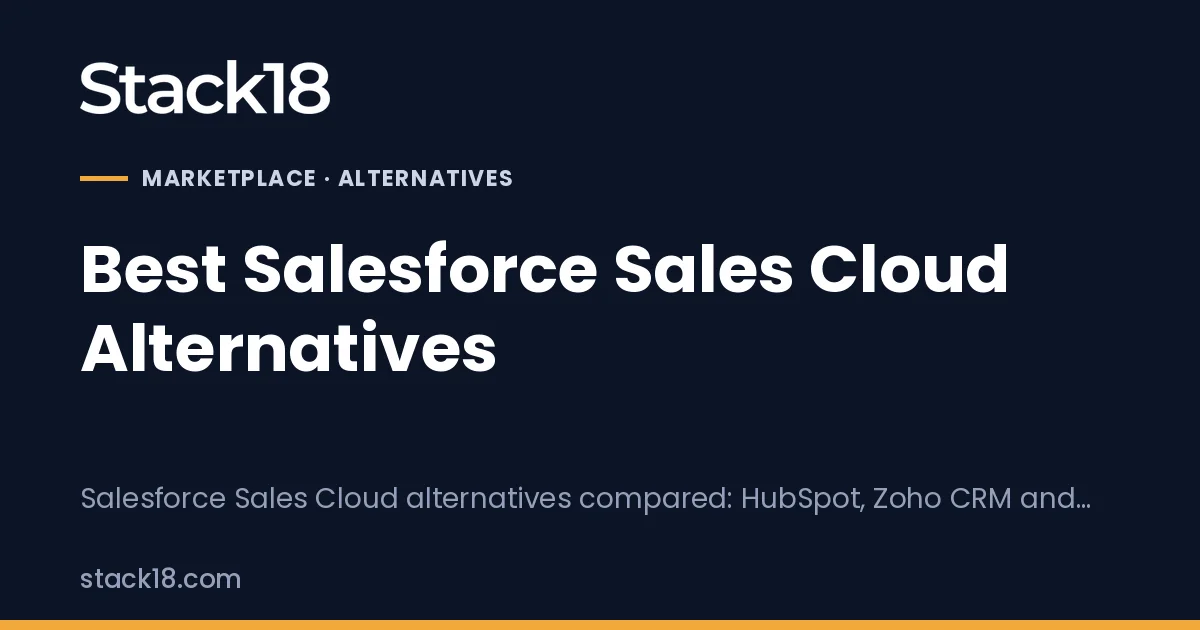 Stack18
MARKETPLACE · ALTERNATIVES
Best Salesforce Sales Cloud
Alternatives
Salesforce Sales Cloud alternatives compared: HubSpot, Zoho CRM and...
stack18.com